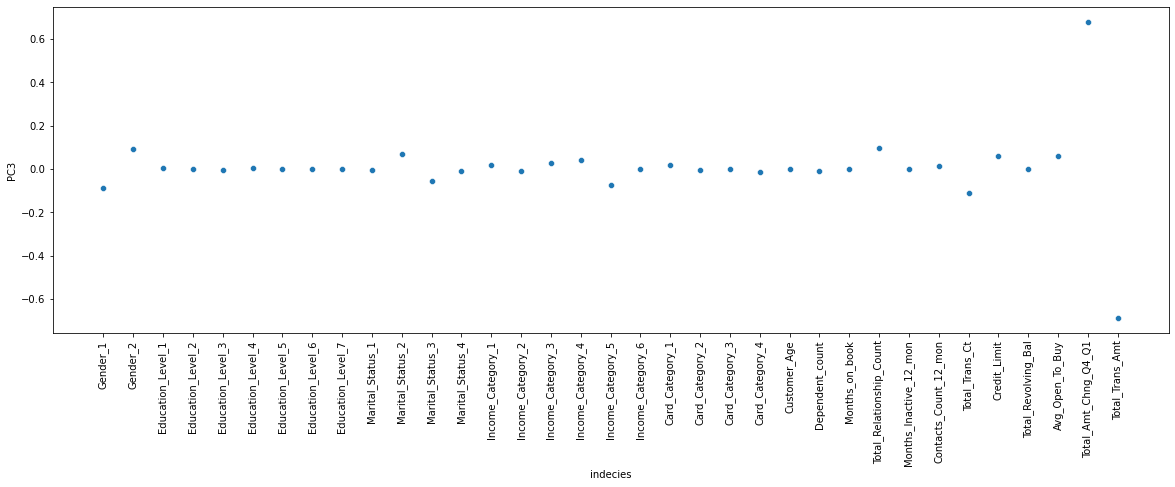 0.6
0.4
0.2
0.0
−0.2
−0.4
−0.6
PC3
Gender_1
Gender_2
Education_Level_1
Education_Level_2
Education_Level_3
Education_Level_4
Education_Level_5
Education_Level_6
Education_Level_7
Marital_Status_1
Marital_Status_2
Marital_Status_3
Marital_Status_4
Income_Category_1
Income_Category_2
Income_Category_3
Income_Category_4
Income_Category_5
Income_Category_6
Card_Category_1
Card_Category_2
Card_Category_3
Card_Category_4
Customer_Age
Dependent_count
Months_on_book
Total_Relationship_Count
Months_Inactive_12_mon
Contacts_Count_12_mon
Total_Trans_Ct
Credit_Limit
Total_Revolving_Bal
Avg_Open_To_Buy
Total_Amt_Chng_Q4_Q1
Total_Trans_Amt
indecies